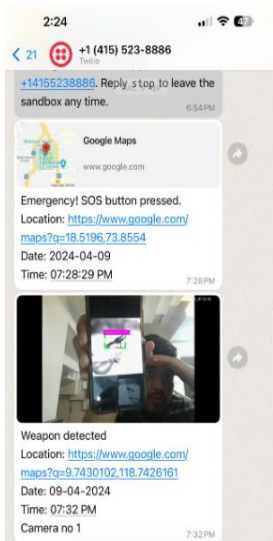 2:24
21
+1 (415) 523-8886
Twilio
+14155238886. Reply stop to leave the
sandbox any time.
6:54 PM
Google Maps
www.google.com
Emergency! SOS button pressed.
Location: https://www.google.com/
maps?q=18.5196,73.8554
Date: 2024-04-09
Time: 07:28:29 PM
7:28 PM
Weapon detected
Location: https://www.google.com/
maps?q=9.7430102,118.7426161
Date: 09-04-2024
Time: 07:32 PM
Camera no 1
7:32 PM